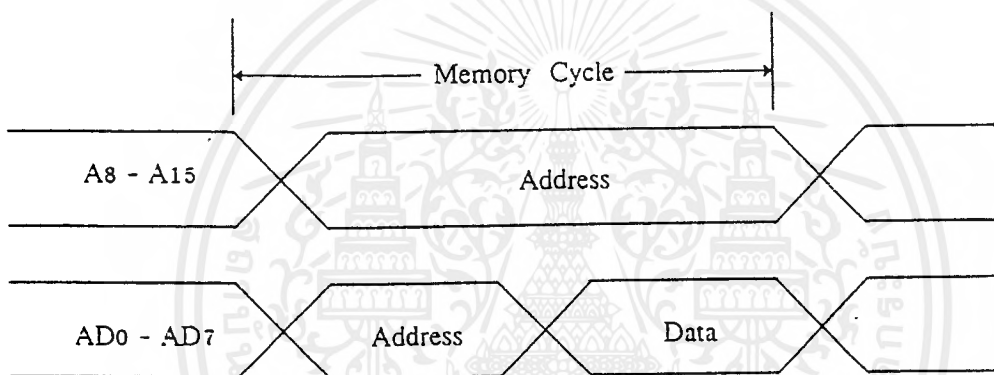 Memory Cycle
A8 - A15
Address
AD0 - AD7
Address
Data